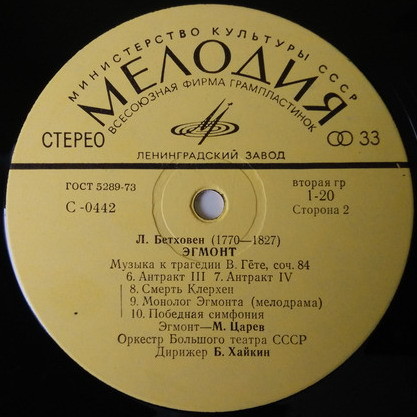 МИНИСТЕРСТВО КУЛЬТУРЫ СССР
МЕЛОДИЯ
ВСЕСОЮЗНАЯ ФИРМА ГРАМПЛАСТИНОК
СТЕРЕО
33
ЛЕНИНГРАДСКИЙ ЗАВОД
ГОСТ 5289-73
С -0442
вторая гр
1-20
Сторона 2
Л. Бетховен (1770—1827)
ЭГМОНТ
Музыка к трагедии В. Гёте, соч. 84
6. Антракт III 7. Антракт IV
8. Смерть Клерхен
9. Монолог Эгмонта (мелодрама)
10. Победная симфония
Эгмонт—М. Царев
Оркестр Большого театра СССР
Дирижер Б. Хайкин